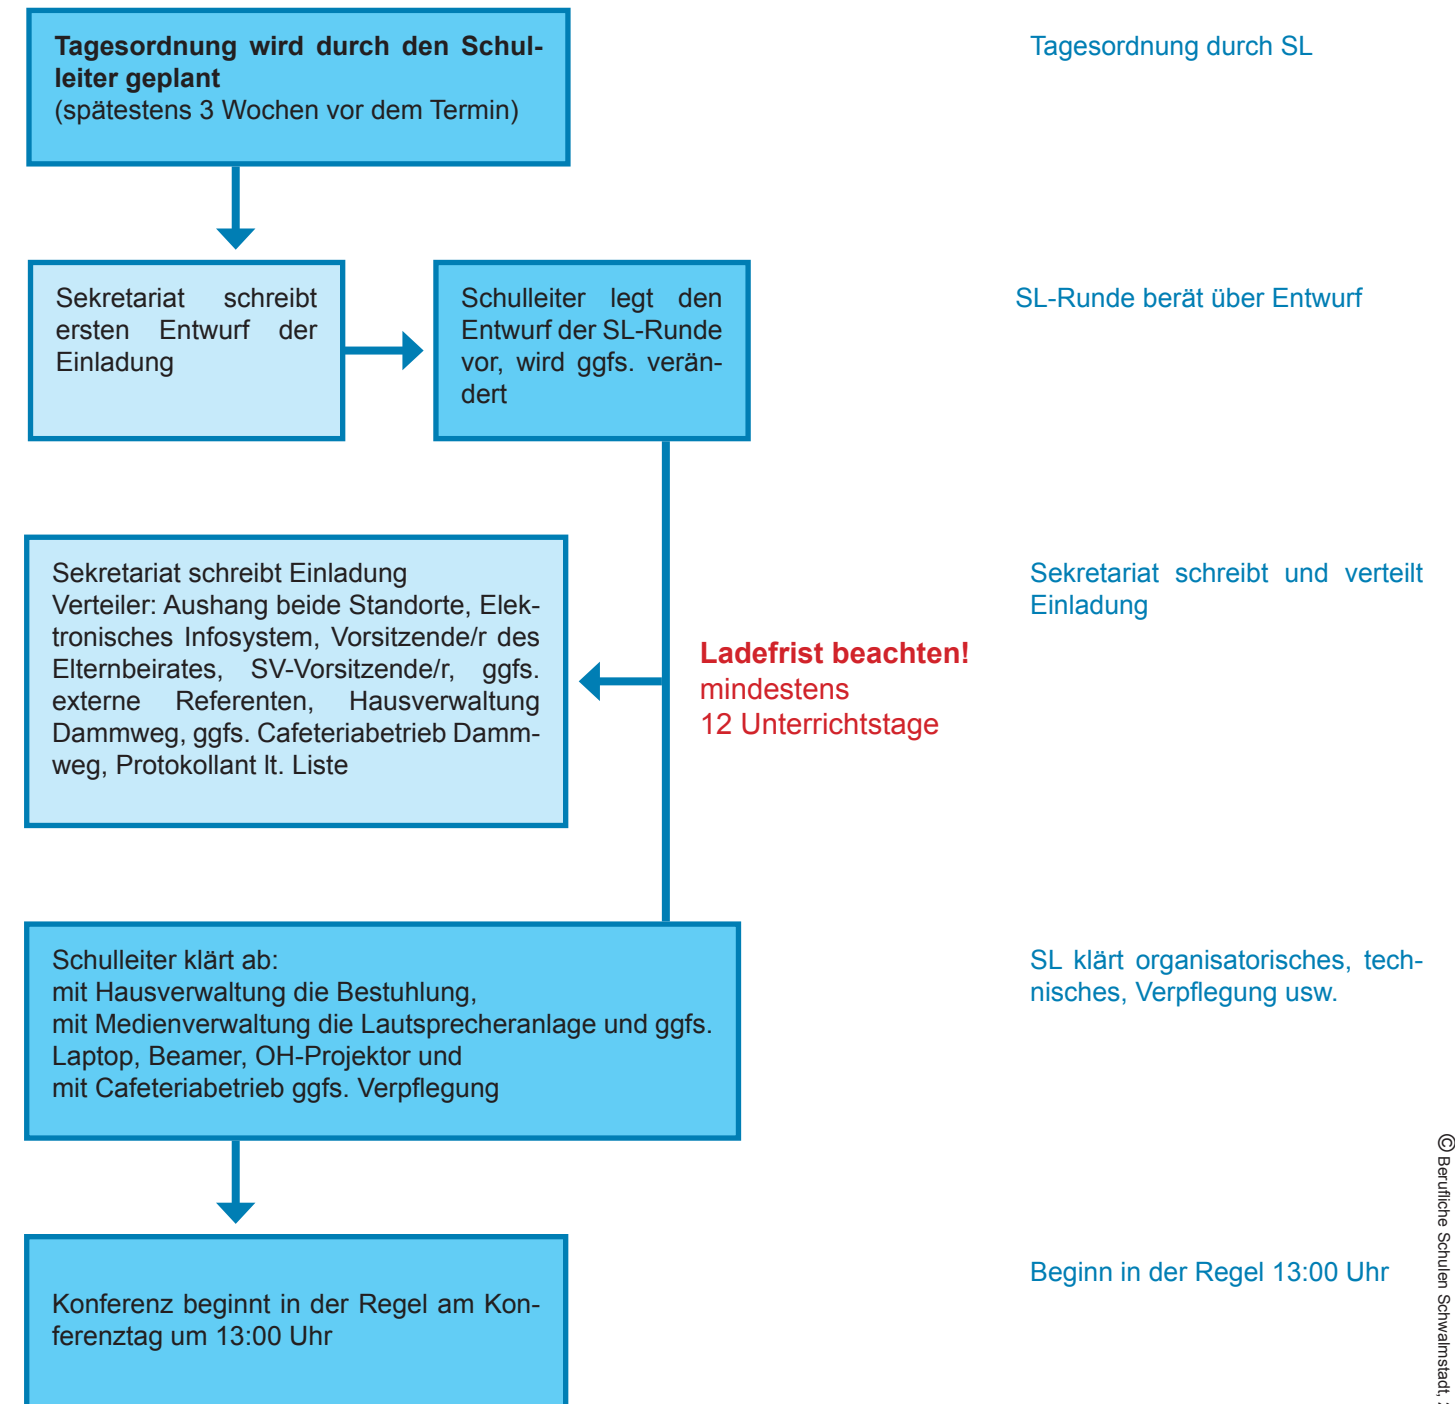 Tagesordnung wird durch den Schul-
leiter geplant
(spätestens 3 Wochen vor dem Termin)
Tagesordnung durch SL
Sekretariat schreibt
ersten Entwurf der
Einladung
Schulleiter legt den
Entwurf der SL-Runde
vor, wird ggfs. verän-
dert
SL-Runde berät über Entwurf
Sekretariat schreibt Einladung
Verteiler: Aushang beide Standorte, Elek-
tronisches Infosystem, Vorsitzende/r des
Elternbeirates, SV-Vorsitzende/r, ggfs.
externe Referenten, Hausverwaltung
Dammweg, ggfs. Cafeteriabetrieb Damm-
weg, Protokollant lt. Liste
Ladefrist beachten!
mindestens
12 Unterrichtstage
Sekretariat schreibt und verteilt
Einladung
Schulleiter klärt ab:
mit Hausverwaltung die Bestuhlung,
mit Medienverwaltung die Lautsprecheranlage und ggfs.
Laptop, Beamer, OH-Projektor und
mit Cafeteriabetrieb ggfs. Verpflegung
SL klärt organisatorisches, tech-
nisches, Verpflegung usw.
Konferenz beginnt in der Regel am Kon-
ferenztag um 13:00 Uhr
Beginn in der Regel 13:00 Uhr
© Berufliche Schulen Schwalmstadt,